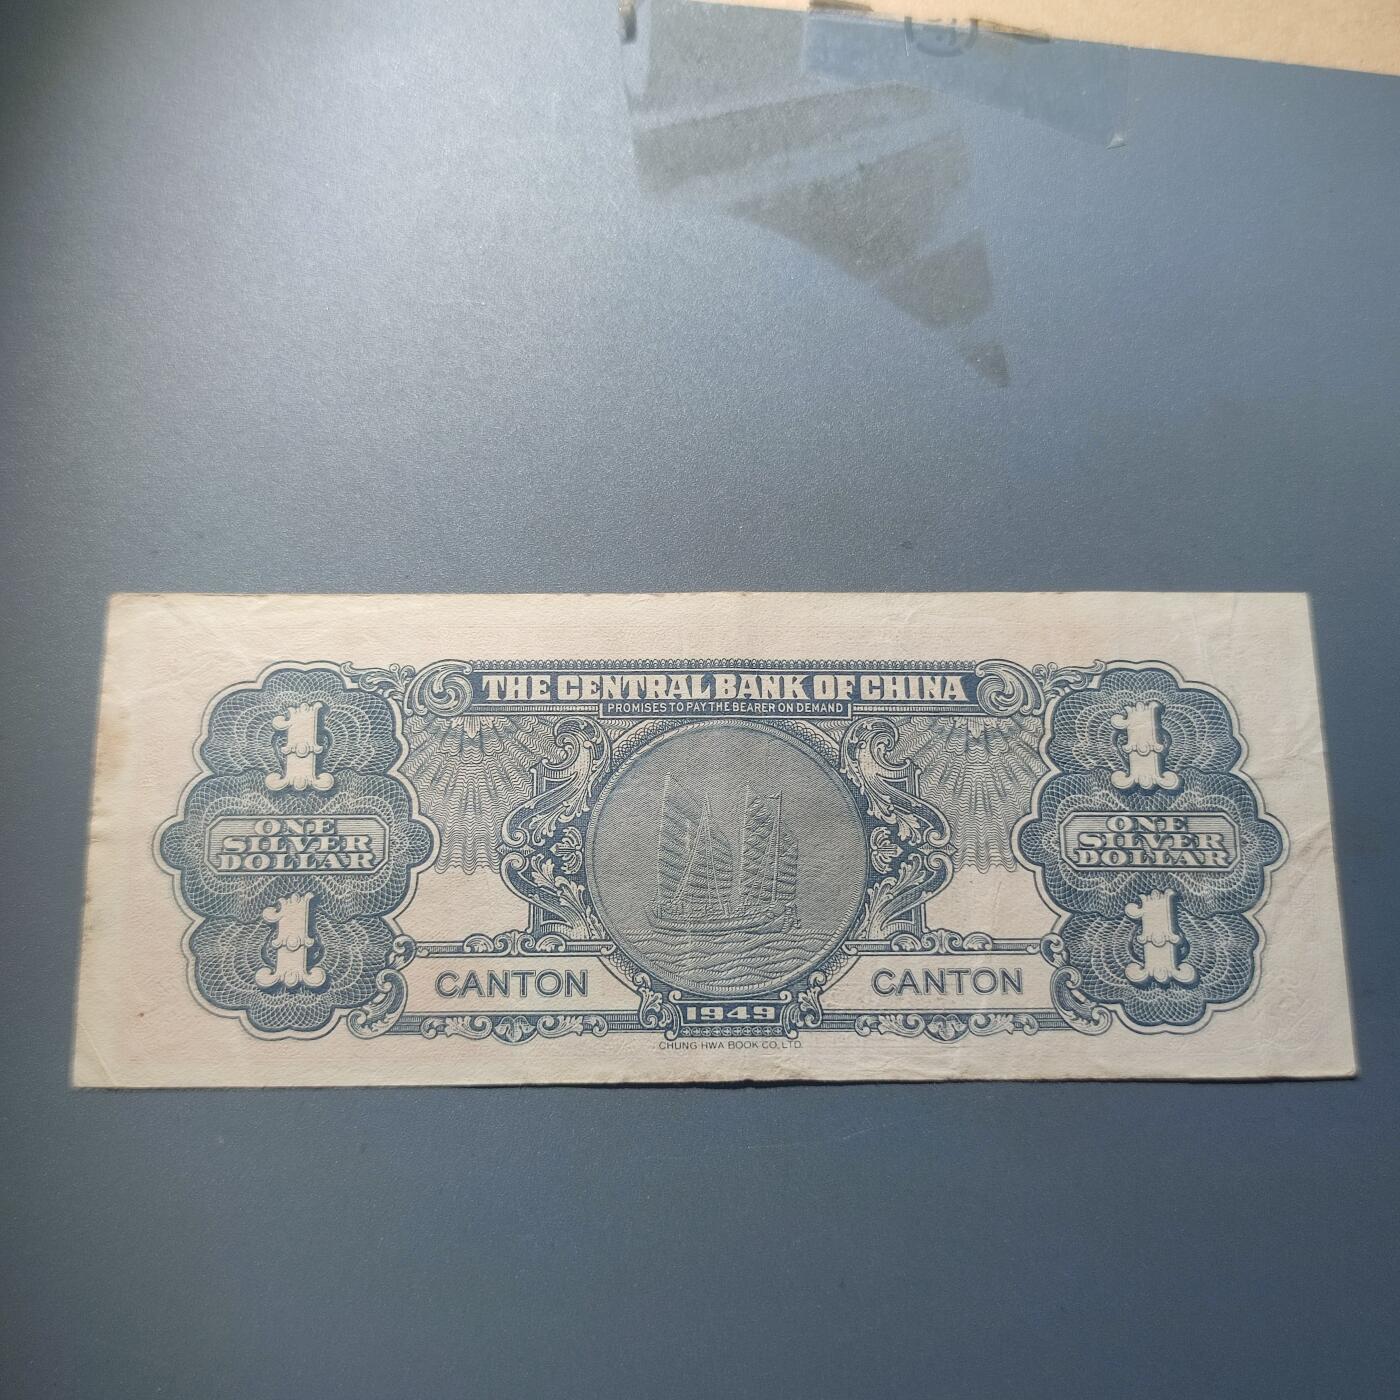 THE CENTRAL BANK OF CHINA
PROMISES TO PAY THE BEARER ON DEMAND
1
1
ONE
SILVER
DOLLAR
ONE
SILVER
DOLLAR
1
1
CANTON
CANTON
1949
CHUNG HWA BOOK CO. LTD.